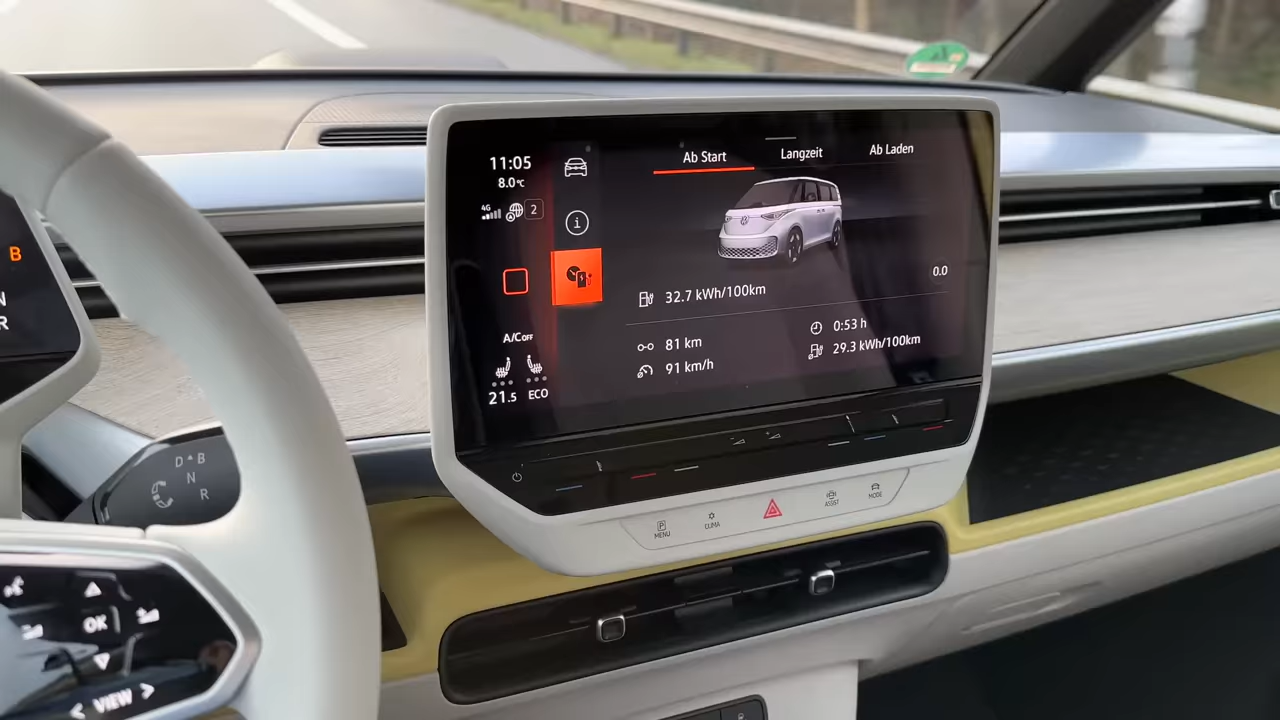 11:05
8.0°C
4G
2
A/C OFF
21.5 ECO
Ab Start
Langzeit
Ab Laden
32.7 kWh/100km
0.0
81 km
0:53 h
91 km/h
29.3 kWh/100km
B
N
R
D B
N
R
P
MENU
CLIMA
ASSIST
MODE
OK
< VIEW >